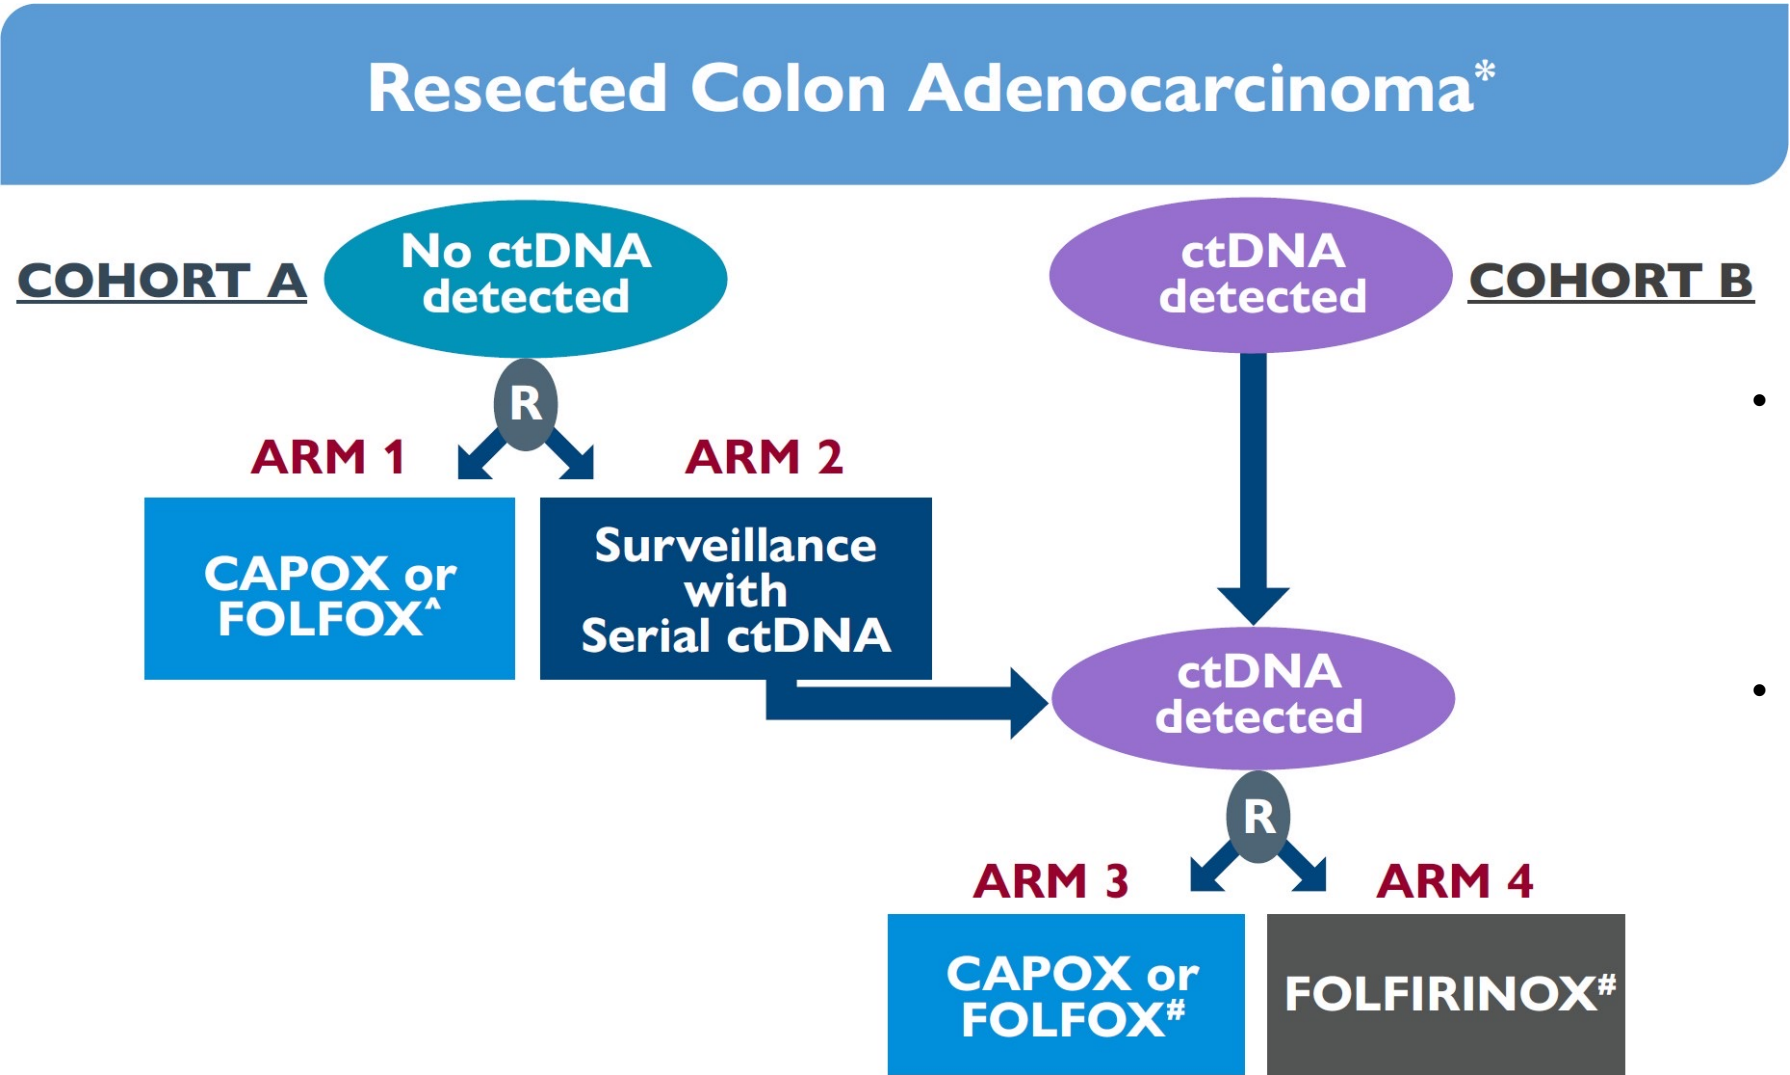 Resected Colon Adenocarcinoma*
COHORT A
No ctDNA
detected
ctDNA
detected
COHORT B
R
ARM 1
ARM 2
CAPOX or
FOLFOX^
Surveillance
with
Serial ctDNA
ctDNA
detected
R
ARM 3
ARM 4
CAPOX or
FOLFOX#
FOLFIRINOX#